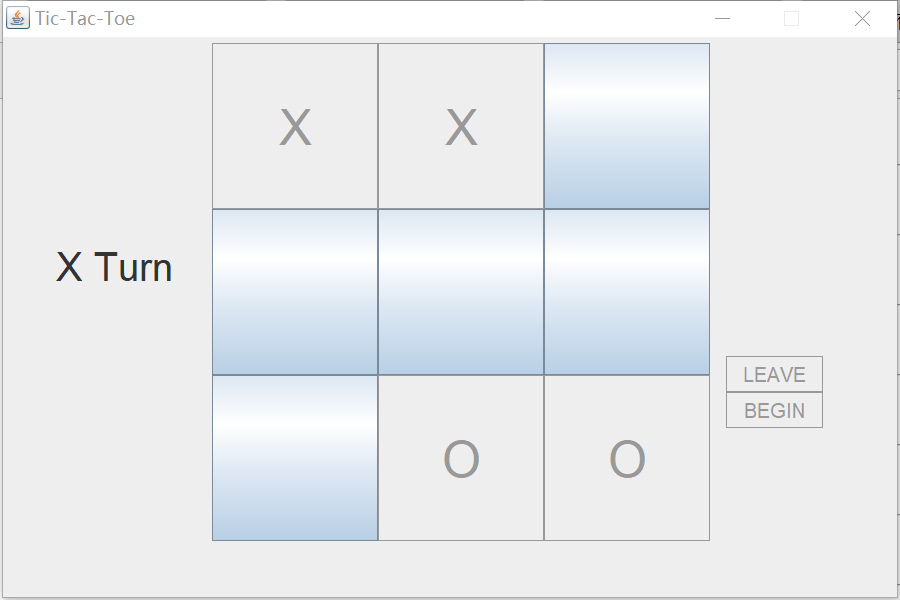 Tic-Tac-Toe
X X
X Turn
LEAVE
BEGIN
O O